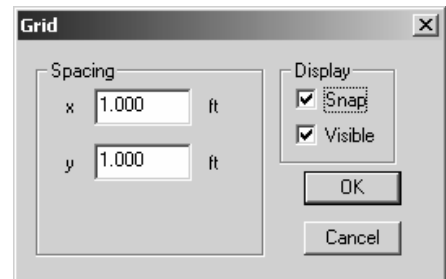 Grid
Spacing
x 1.000 ft
y 1.000 ft
Display
Snap
Visible
OK
Cancel